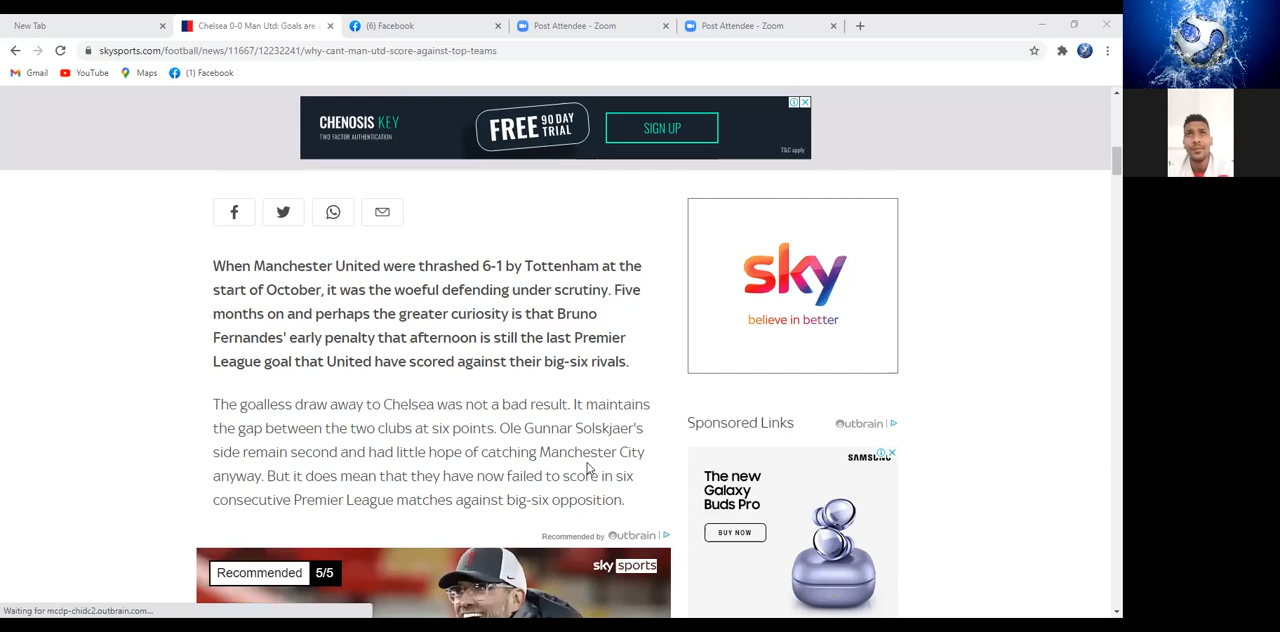 New Tab
Chelsea 0-0 Man Utd: Goals are
(6) Facebook
Post Attendee - Zoom
Post Attendee - Zoom
skysports.com/football/news/11667/12232241/why-cant-man-utd-score-against-top-teams
Gmail
YouTube
Maps
(1) Facebook
CHENOSIS KEY
TWO FACTOR AUTHENTICATION
FREE 90 DAY TRIAL
SIGN UP
T&C apply
When Manchester United were thrashed 6-1 by Tottenham at the
start of October, it was the woeful defending under scrutiny. Five
months on and perhaps the greater curiosity is that Bruno
Fernandes' early penalty that afternoon is still the last Premier
League goal that United have scored against their big-six rivals.
The goalless draw away to Chelsea was not a bad result. It maintains
the gap between the two clubs at six points. Ole Gunnar Solskjaer's
side remain second and had little hope of catching Manchester City
anyway. But it does mean that they have now failed to score in six
consecutive Premier League matches against big-six opposition.
Recommended by Outbrain
Recommended 5/5
sky sports
sky
believe in better
Sponsored Links
Outbrain
SAMSUNG
The new
Galaxy
Buds Pro
BUY NOW
Waiting for mcdp-chidc2.outbrain.com...